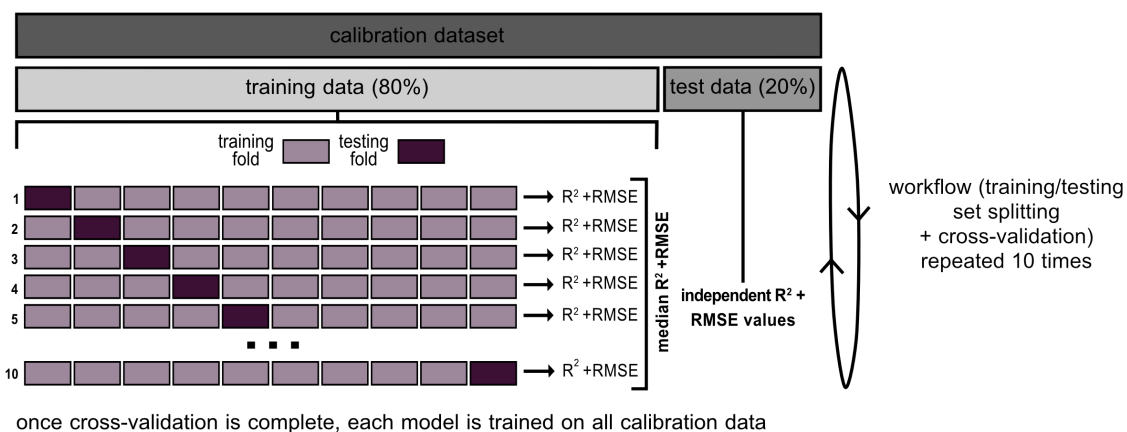 calibration dataset
training data (80%)
test data (20%)
training
fold
testing
fold
1
R² +RMSE
2
R² +RMSE
3
R² +RMSE
4
R² +RMSE
5
R² +RMSE
10
R² +RMSE
median R² +RMSE
independent R² +
RMSE values
workflow (training/testing
set splitting
+ cross-validation)
repeated 10 times
once cross-validation is complete, each model is trained on all calibration data